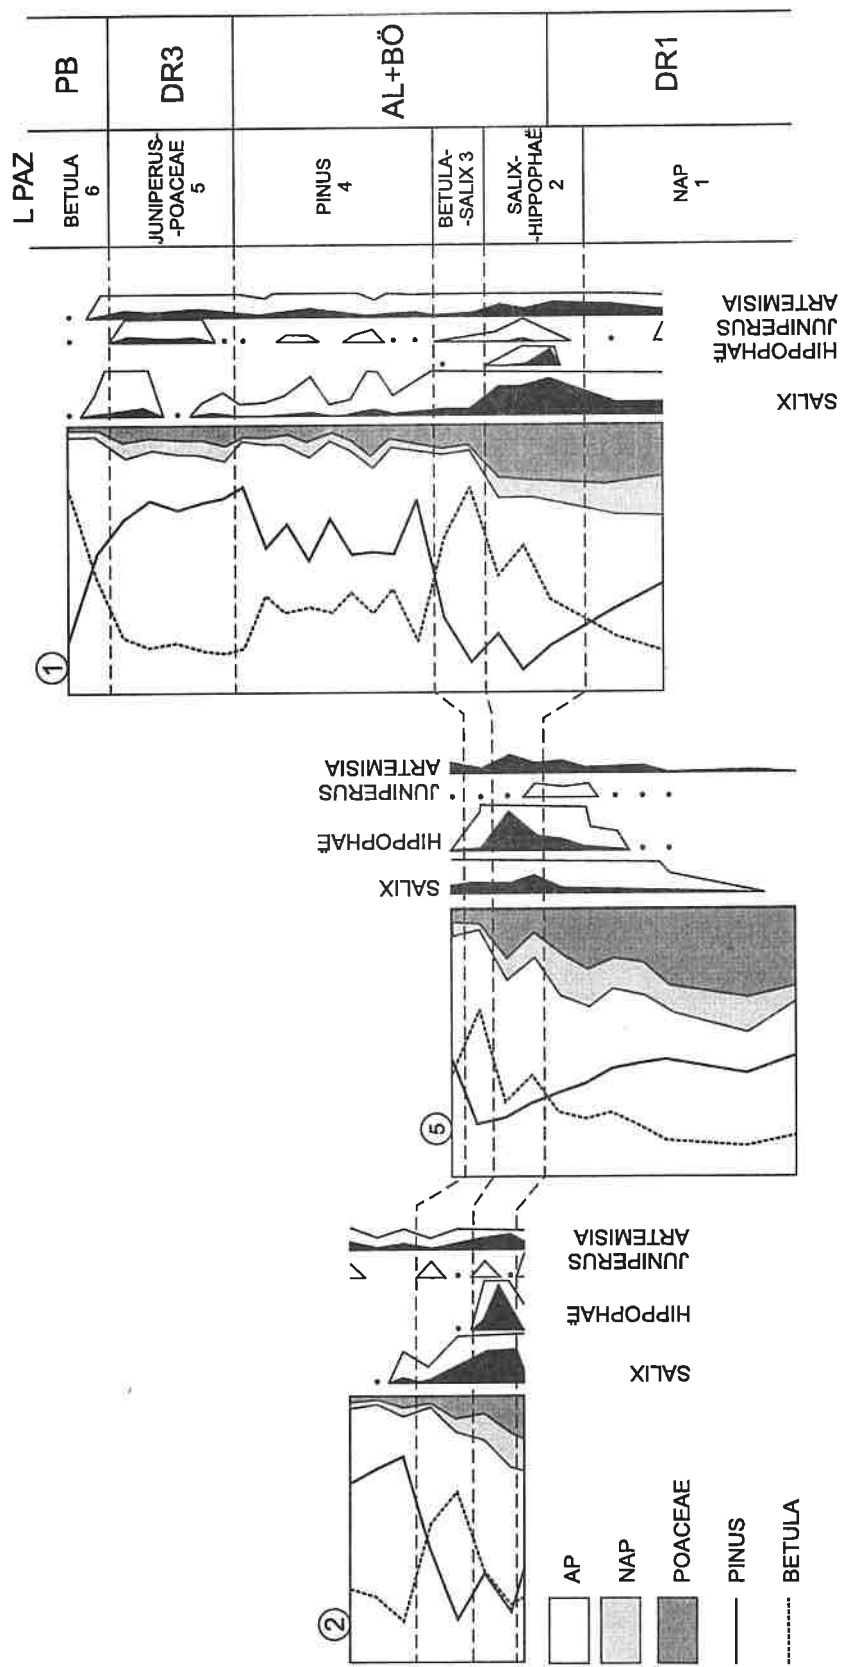 L PAZ
BETULA
6
JUNIPERUS-
-POACEAE
5
PINUS
4
BETULA-
-SALIX 3
SALIX-
-HIPPOPHAË
2
NAP
1
PB
DR3
AL+BÖ
DR1
1
SALIX
HIPPOPHAË
JUNIPERUS
ARTEMISIA
5
SALIX
HIPPOPHAË
JUNIPERUS
ARTEMISIA
2
SALIX
HIPPOPHAË
JUNIPERUS
ARTEMISIA
AP
NAP
POACEAE
PINUS
BETULA